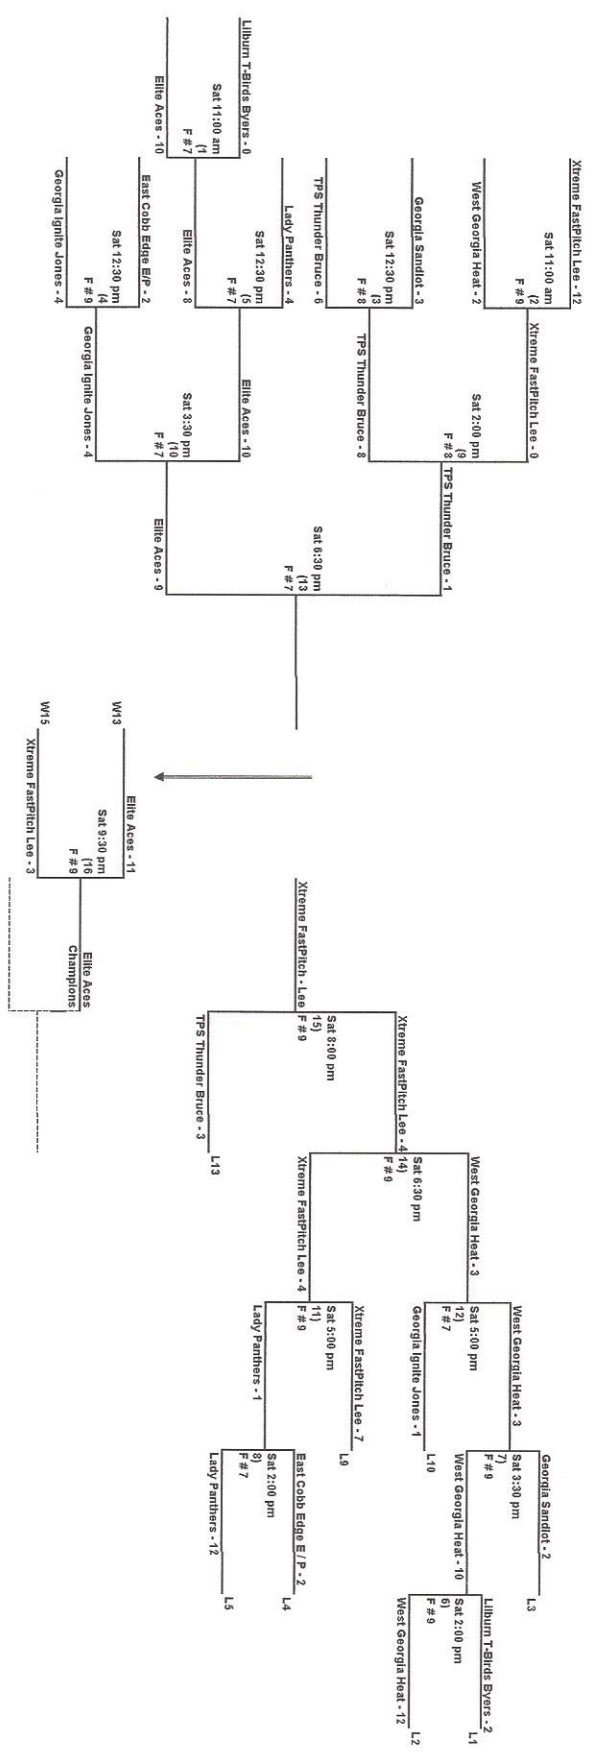 Lilburn T-Birds Byers - 0
Sat 11:00 am
(1
F # 7
Elite Aces - 10
Xtreme FastPitch Lee - 12
Sat 11:00 am
(2
F # 9
West Georgia Heat - 2
Georgia Sandlot - 3
Sat 12:30 pm
(3
F # 8
TPS Thunder Bruce - 6
Lady Panthers - 4
Sat 12:30 pm
(5
F # 7
Elite Aces - 8
East Cobb Edge E/P - 2
Sat 12:30 pm
(4
F # 9
Georgia Ignite Jones - 4
Xtreme FastPitch Lee - 0
Sat 2:00 pm
(9
F # 8
TPS Thunder Bruce - 8
Elite Aces - 10
Sat 3:30 pm
(10
F # 7
Georgia Ignite Jones - 4
TPS Thunder Bruce - 1
Sat 6:30 pm
(13
F # 7
Elite Aces - 9
W13
Elite Aces - 11
Sat 9:30 pm
(16
F # 9
W15
Xtreme FastPitch Lee - 3
Elite Aces
Champions
Xtreme FastPitch - Lee
Xtreme FastPitch Lee - 4
Sat 8:00 pm
15)
F # 9
TPS Thunder Bruce - 3
L13
West Georgia Heat - 3
Sat 6:30 pm
14)
F # 9
Xtreme FastPitch Lee - 4
West Georgia Heat - 3
Sat 5:00 pm
12)
F # 7
Georgia Ignite Jones - 1
L10
Xtreme FastPitch Lee - 7
L9
Sat 5:00 pm
11)
F # 9
Lady Panthers - 1
Georgia Sandlot - 2
L3
Sat 3:30 pm
7)
F # 9
West Georgia Heat - 10
East Cobb Edge E / P - 2
L4
Sat 2:00 pm
8)
F # 7
Lady Panthers - 12
L5
Lilburn T-Birds Byers - 2
L1
Sat 2:00 pm
6)
F # 9
West Georgia Heat - 12
L2